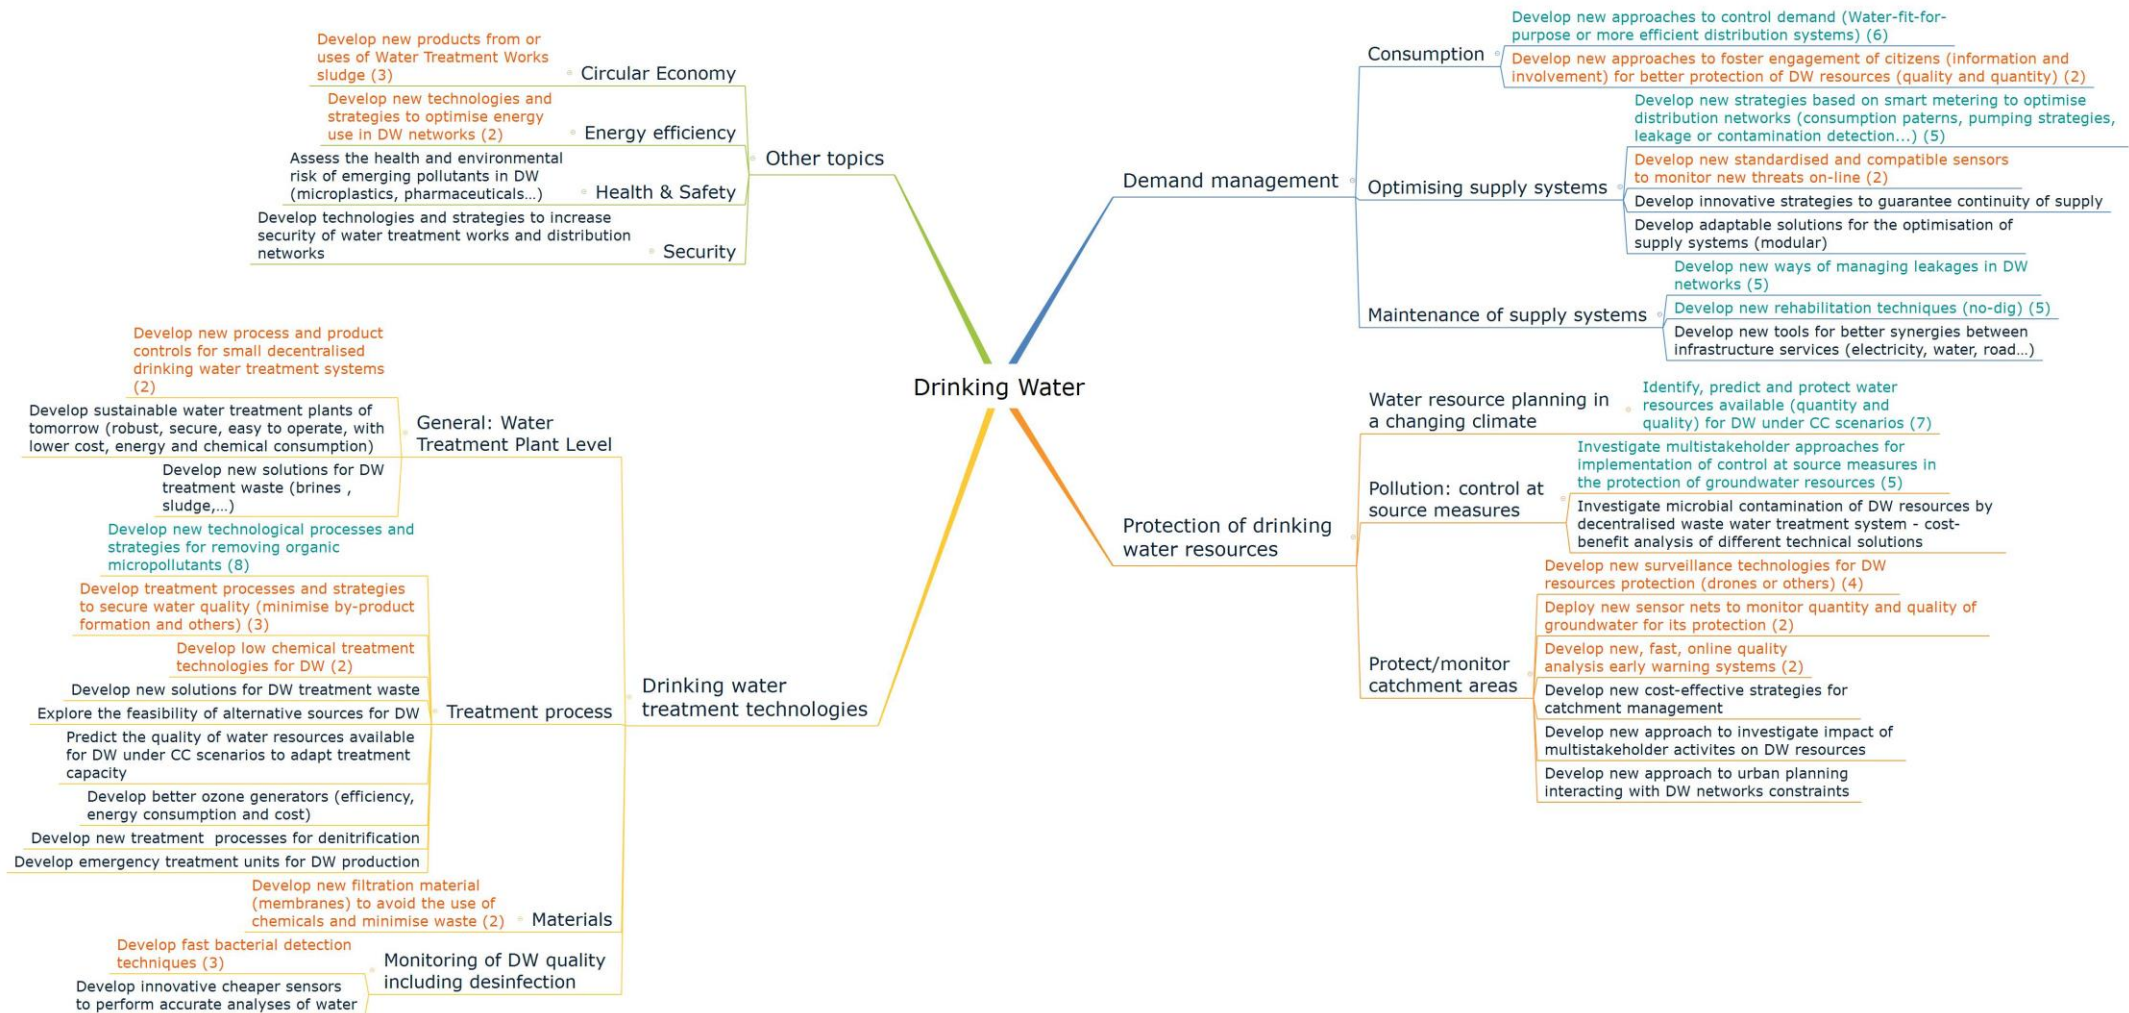 Drinking Water
Demand management
Consumption
Develop new approaches to control demand (Water-fit-for-
purpose or more efficient distribution systems) (6)
Develop new approaches to foster engagement of citizens (information and
involvement) for better protection of DW resources (quality and quantity) (2)
Optimising supply systems
Develop new strategies based on smart metering to optimise
distribution networks (consumption paterns, pumping strategies,
leakage or contamination detection...) (5)
Develop new standardised and compatible sensors
to monitor new threats on-line (2)
Develop innovative strategies to guarantee continuity of supply
Develop adaptable solutions for the optimisation of
supply systems (modular)
Maintenance of supply systems
Develop new ways of managing leakages in DW
networks (5)
Develop new rehabilitation techniques (no-dig) (5)
Develop new tools for better synergies between
infrastructure services (electricity, water, road...)
Protection of drinking
water resources
Water resource planning in
a changing climate
Identify, predict and protect water
resources available (quantity and
quality) for DW under CC scenarios (7)
Pollution: control at
source measures
Investigate multistakeholder approaches for
implementation of control at source measures in
the protection of groundwater resources (5)
Investigate microbial contamination of DW resources by
decentralised waste water treatment system - cost-
benefit analysis of different technical solutions
Protect/monitor
catchment areas
Develop new surveillance technologies for DW
resources protection (drones or others) (4)
Deploy new sensor nets to monitor quantity and quality of
groundwater for its protection (2)
Develop new, fast, online quality
analysis early warning systems (2)
Develop new cost-effective strategies for
catchment management
Develop new approach to investigate impact of
multistakeholder activites on DW resources
Develop new approach to urban planning
interacting with DW networks constraints
Other topics
Circular Economy
Develop new products from or
uses of Water Treatment Works
sludge (3)
Energy efficiency
Develop new technologies and
strategies to optimise energy
use in DW networks (2)
Health & Safety
Assess the health and environmental
risk of emerging pollutants in DW
(microplastics, pharmaceuticals...)
Security
Develop technologies and strategies to increase
security of water treatment works and distribution
networks
Drinking water
treatment technologies
General: Water
Treatment Plant Level
Develop new process and product
controls for small decentralised
drinking water treatment systems
(2)
Develop sustainable water treatment plants of
tomorrow (robust, secure, easy to operate, with
lower cost, energy and chemical consumption)
Develop new solutions for DW
treatment waste (brines ,
sludge,...)
Treatment process
Develop new technological processes and
strategies for removing organic
micropollutants (8)
Develop treatment processes and strategies
to secure water quality (minimise by-product
formation and others) (3)
Develop low chemical treatment
technologies for DW (2)
Develop new solutions for DW treatment waste
Explore the feasibility of alternative sources for DW
Predict the quality of water resources available
for DW under CC scenarios to adapt treatment
capacity
Develop better ozone generators (efficiency,
energy consumption and cost)
Develop new treatment  processes for denitrification
Develop emergency treatment units for DW production
Materials
Develop new filtration material
(membranes) to avoid the use of
chemicals and minimise waste (2)
Monitoring of DW quality
including desinfection
Develop fast bacterial detection
techniques (3)
Develop innovative cheaper sensors
to perform accurate analyses of water